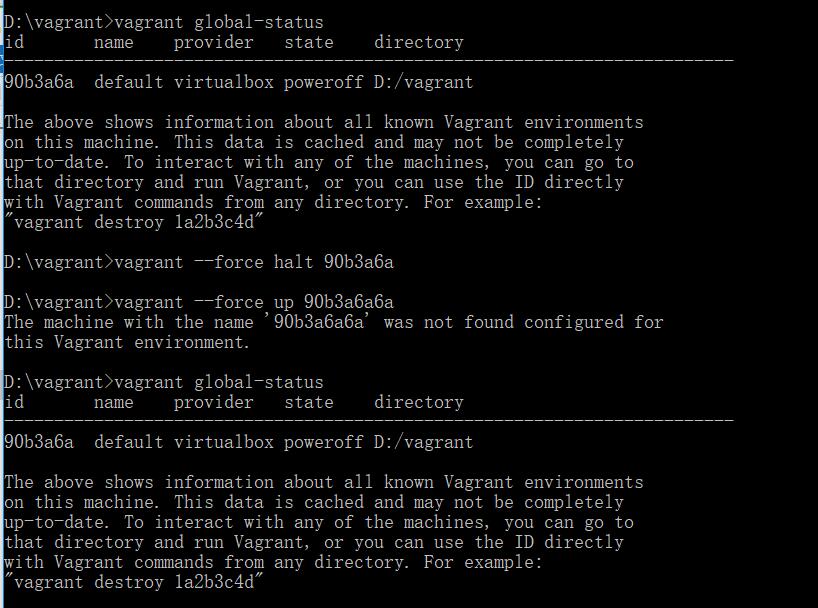 D:\vagrant>vagrant global-status
id       name    provider   state    directory
-------------------------------------------------------------------------
90b3a6a  default virtualbox poweroff D:/vagrant
The above shows information about all known Vagrant environments
on this machine. This data is cached and may not be completely
up-to-date. To interact with any of the machines, you can go to
that directory and run Vagrant, or you can use the ID directly
with Vagrant commands from any directory. For example:
"vagrant destroy 1a2b3c4d"
D:\vagrant>vagrant --force halt 90b3a6a
D:\vagrant>vagrant --force up 90b3a6a6a
The machine with the name '90b3a6a6a' was not found configured for
this Vagrant environment.
D:\vagrant>vagrant global-status
id       name    provider   state    directory
-------------------------------------------------------------------------
90b3a6a  default virtualbox poweroff D:/vagrant
The above shows information about all known Vagrant environments
on this machine. This data is cached and may not be completely
up-to-date. To interact with any of the machines, you can go to
that directory and run Vagrant, or you can use the ID directly
with Vagrant commands from any directory. For example:
"vagrant destroy 1a2b3c4d"